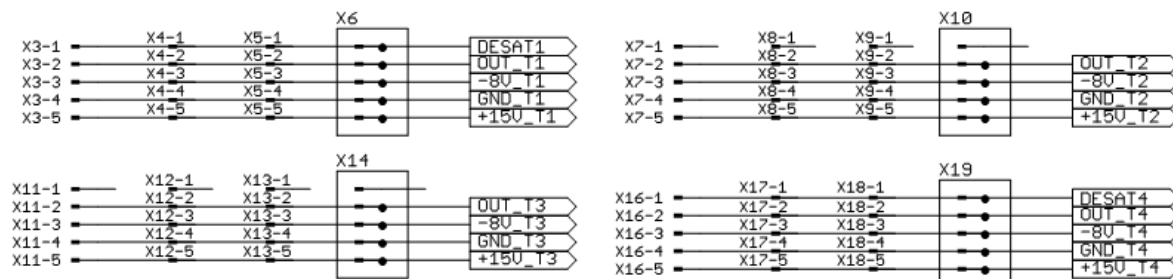 X6
X3-1 X4-1 X5-1 DESAT1
X3-2 X4-2 X5-2 OUT_T1
X3-3 X4-3 X5-3 -8V_T1
X3-4 X4-4 X5-4 GND_T1
X3-5 X4-5 X5-5 +15V_T1
X10
X7-1 X8-1 X9-1
X7-2 X8-2 X9-2 OUT_T2
X7-3 X8-3 X9-3 -8V_T2
X7-4 X8-4 X9-4 GND_T2
X7-5 X8-5 X9-5 +15V_T2
X14
X11-1 X12-1 X13-1
X11-2 X12-2 X13-2 OUT_T3
X11-3 X12-3 X13-3 -8V_T3
X11-4 X12-4 X13-4 GND_T3
X11-5 X12-5 X13-5 +15V_T3
X19
X16-1 X17-1 X18-1 DESAT4
X16-2 X17-2 X18-2 OUT_T4
X16-3 X17-3 X18-3 -8V_T4
X16-4 X17-4 X18-4 GND_T4
X16-5 X17-5 X18-5 +15V_T4